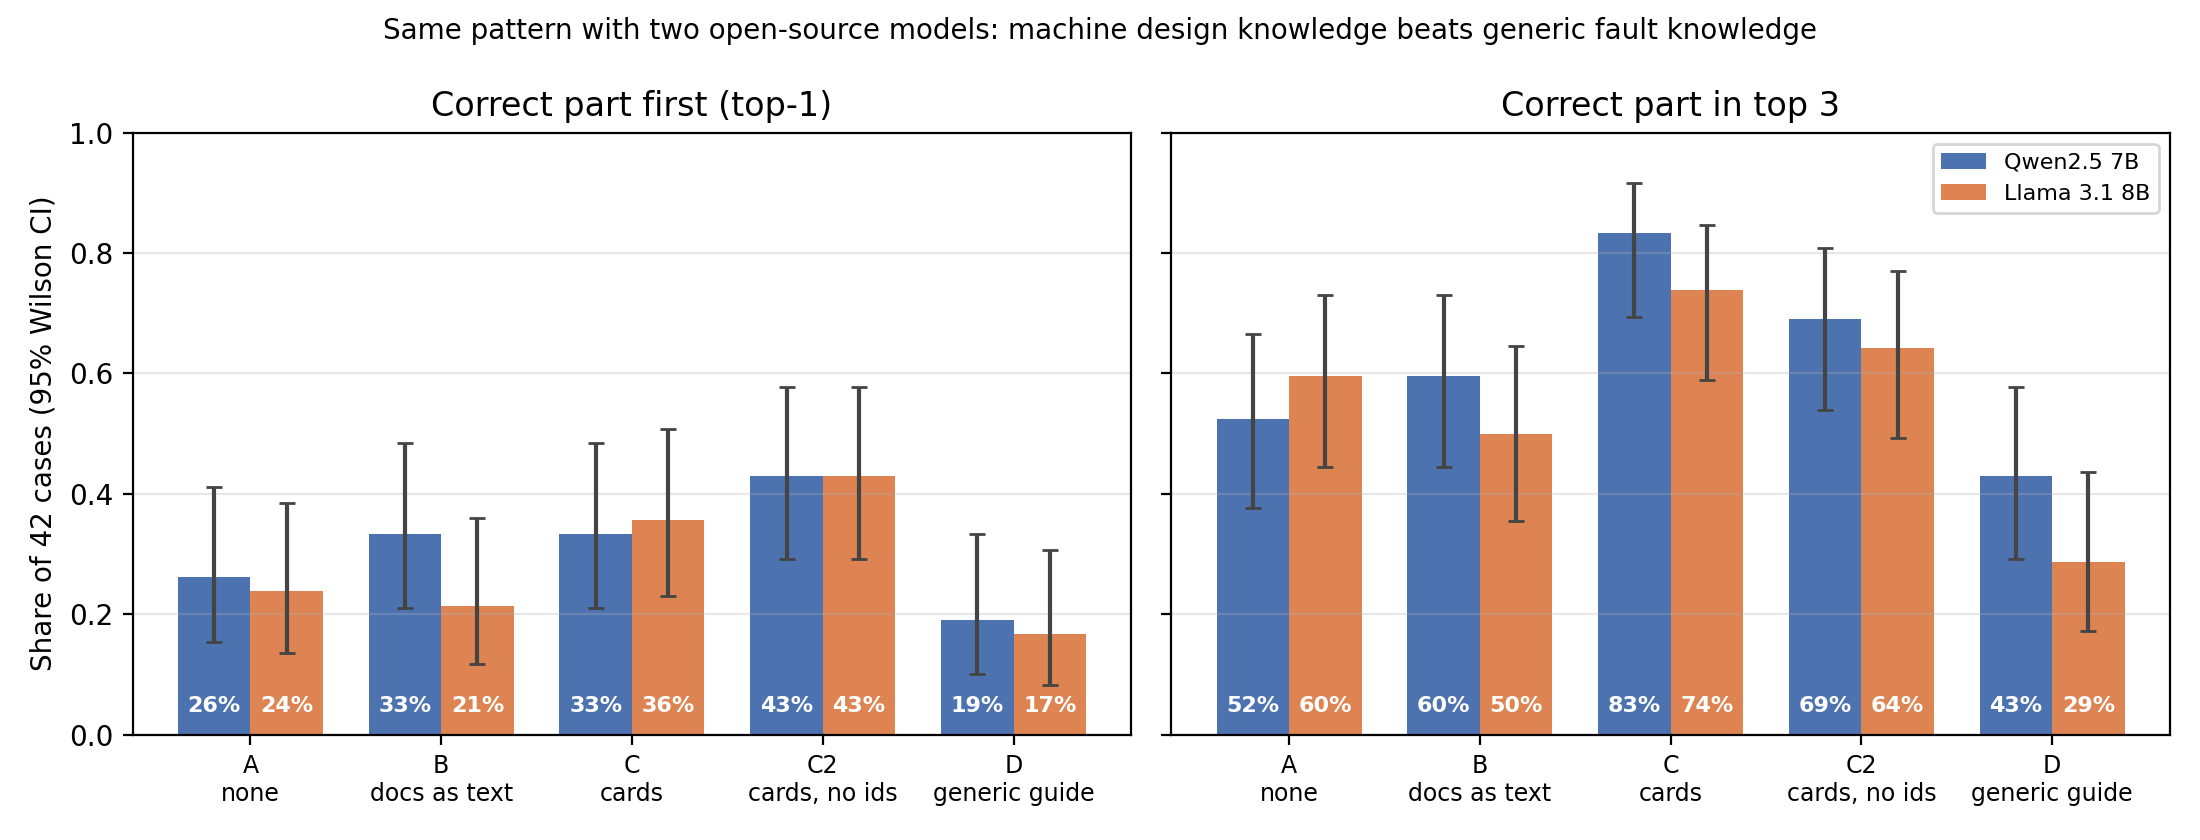 Same pattern with two open-source models: machine design knowledge beats generic fault knowledge
Correct part first (top-1)
Share of 42 cases (95% Wilson CI)
1.0
0.8
0.6
0.4
0.2
0.0
26% 24% 33% 21% 33% 36% 43% 43% 19% 17%
A B C C2 D
none docs as text cards cards, no ids generic guide
Correct part in top 3
Qwen2.5 7B
Llama 3.1 8B
52% 60% 60% 50% 83% 74% 69% 64% 43% 29%
A B C C2 D
none docs as text cards cards, no ids generic guide